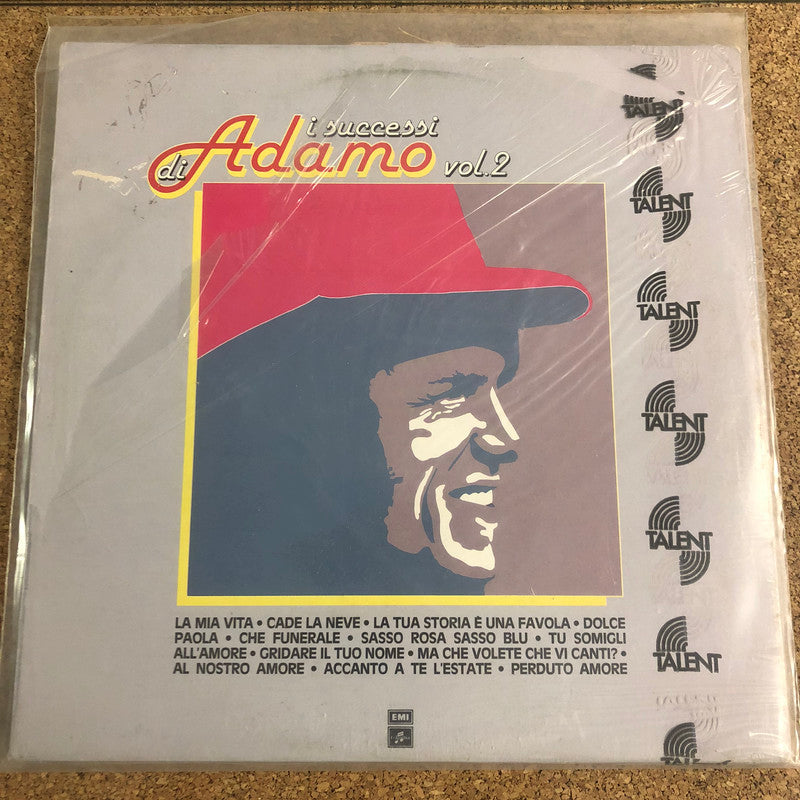 i successi
di Adamo vol.2
TALENT
TALENT
TALENT
TALENT
TALENT
TALENT
LA MIA VITA • CADE LA NEVE • LA TUA STORIA È UNA FAVOLA • DOLCE
PAOLA • CHE FUNERALE • SASSO ROSA SASSO BLU • TU SOMIGLI
ALL'AMORE • GRIDARE IL TUO NOME • MA CHE VOLETE CHE VI CANTI? •
AL NOSTRO AMORE • ACCANTO A TE L'ESTATE • PERDUTO AMORE
EMI